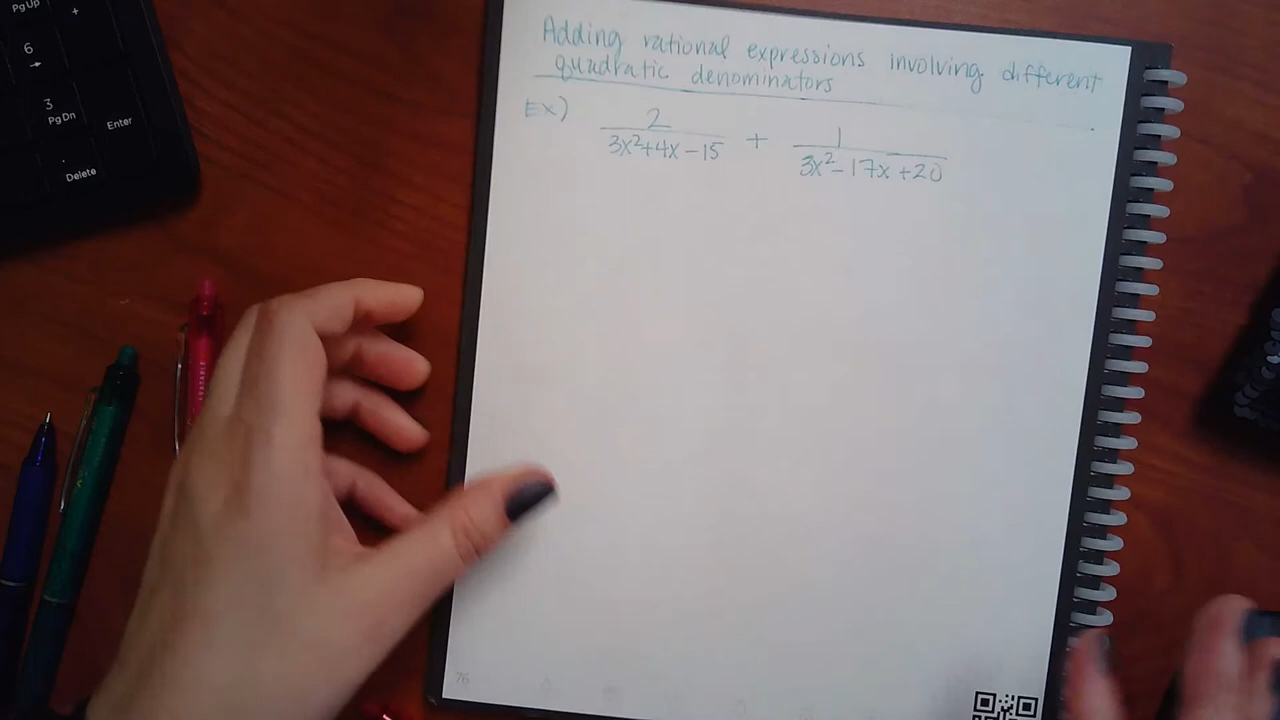 PgUp
+
6
→
3
PgDn
Enter
.
Delete
Adding rational expressions involving different
quadratic denominators
Ex)
2/(3x²+4x-15) + 1/(3x²-17x+20)
76